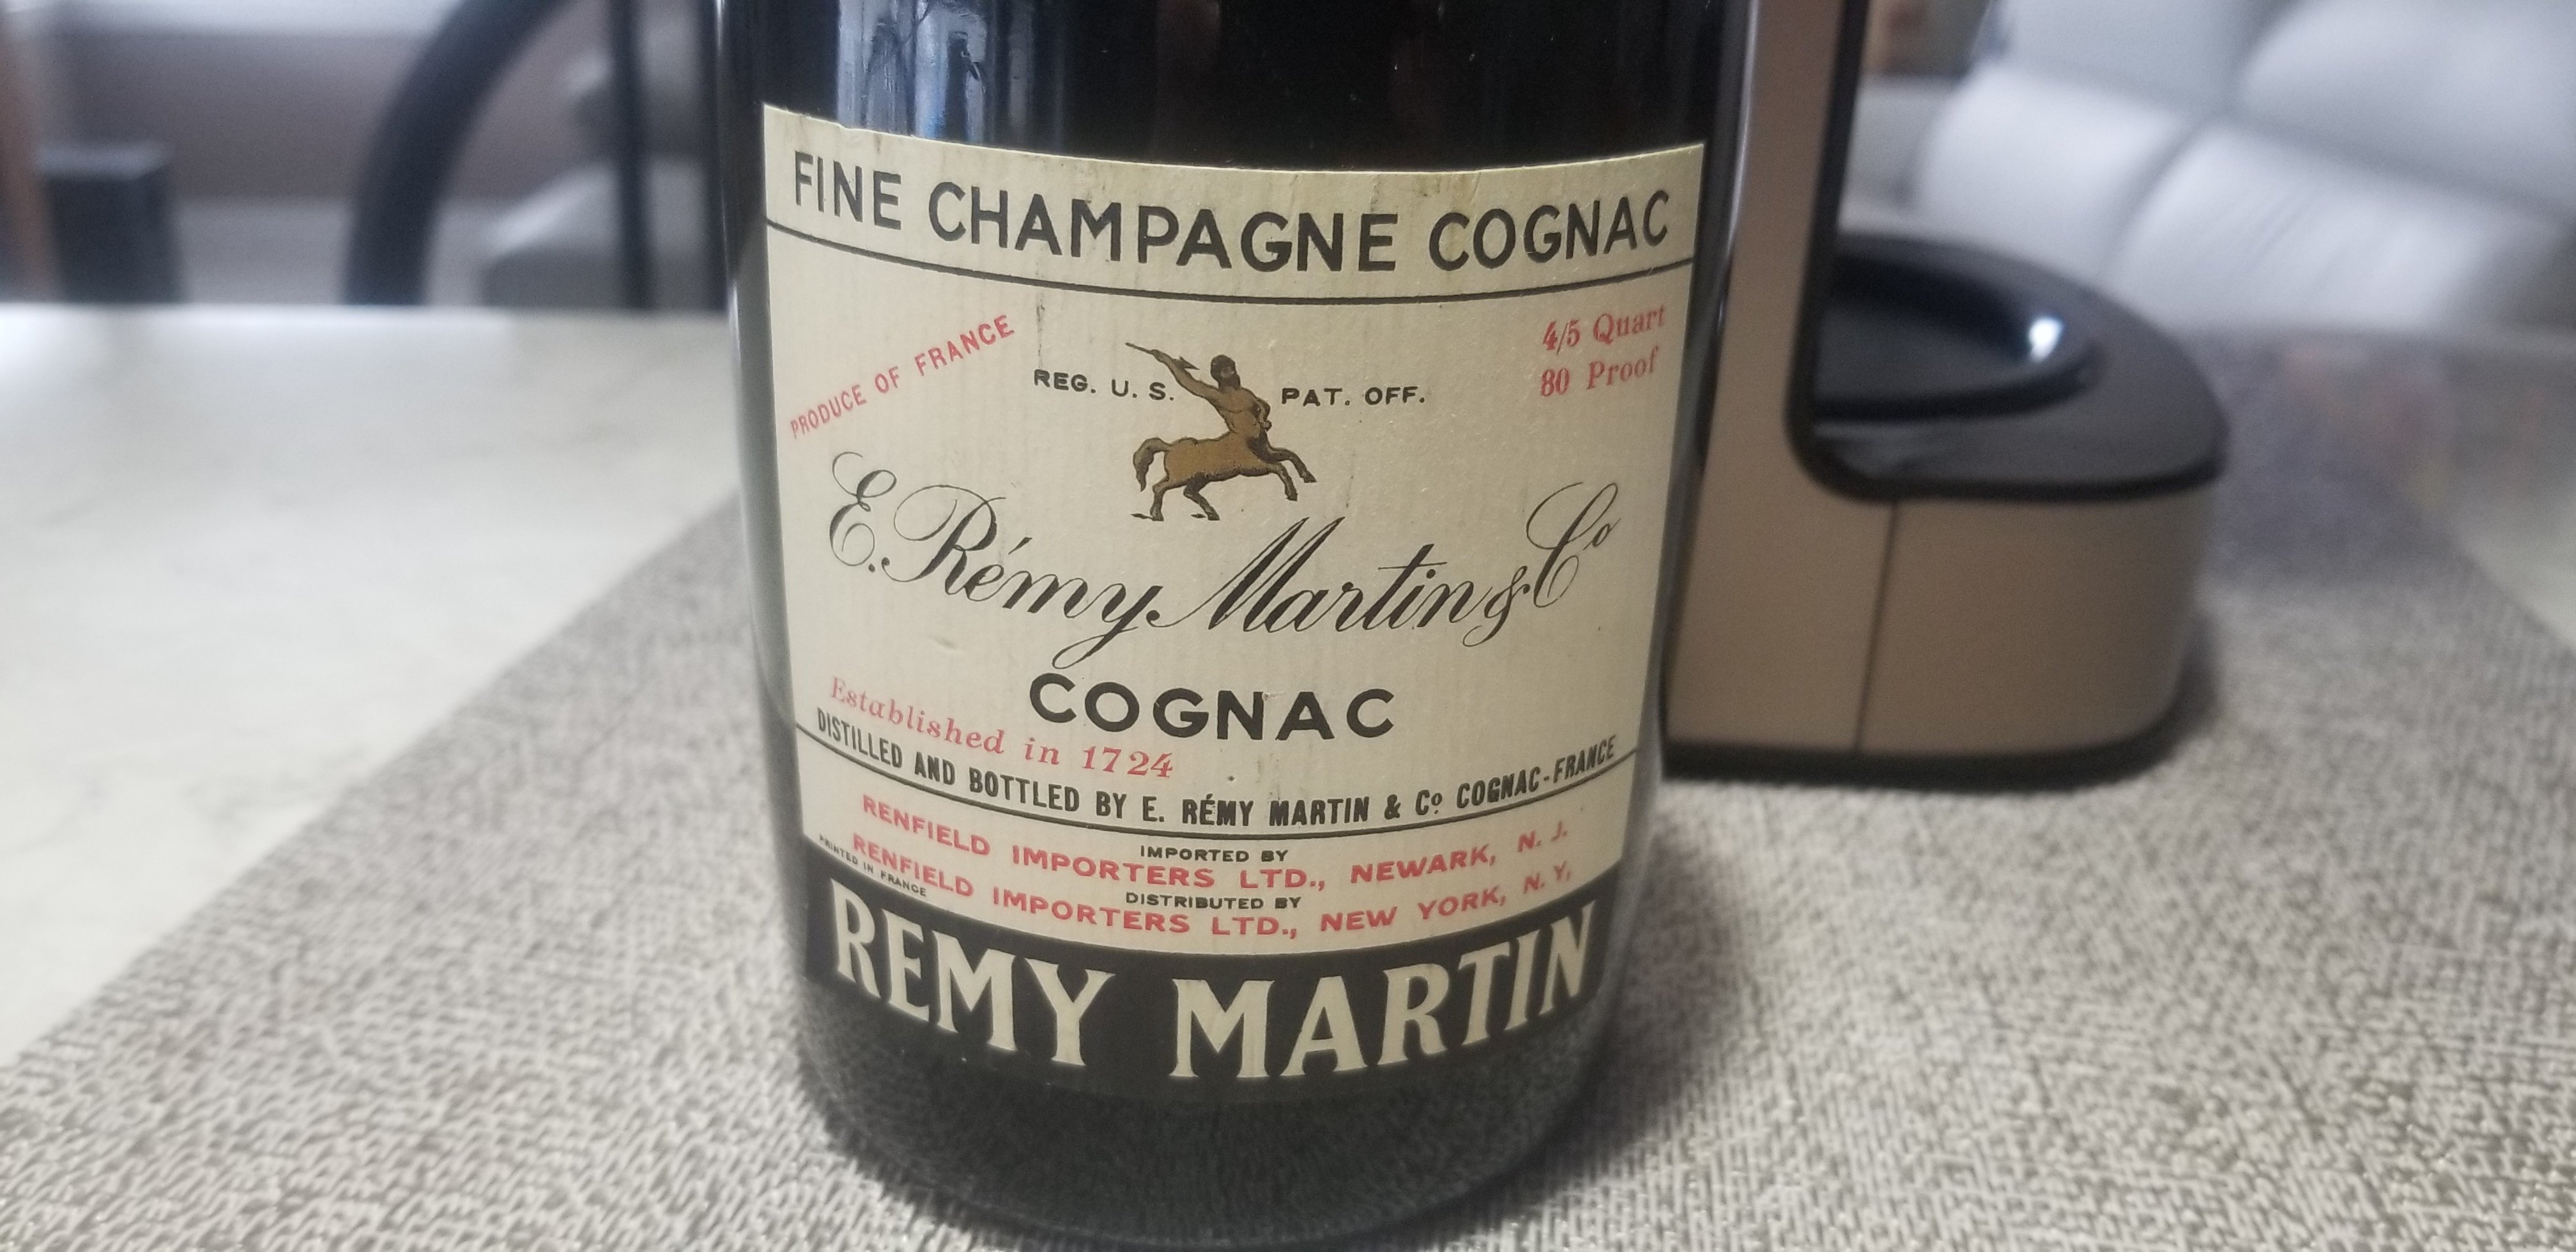 FINE CHAMPAGNE COGNAC
PRODUCE OF FRANCE
4/5 Quart
80 Proof
REG. U. S. PAT. OFF.
E. Rémy Martin & Cº
COGNAC
Established in 1724
DISTILLED AND BOTTLED BY E. RÉMY MARTIN & Cº COGNAC-FRANCE
IMPORTED BY
RENFIELD IMPORTERS LTD., NEWARK, N. J.
DISTRIBUTED BY
RENFIELD IMPORTERS LTD., NEW YORK, N. Y,
PRINTED IN FRANCE
REMY MARTIN